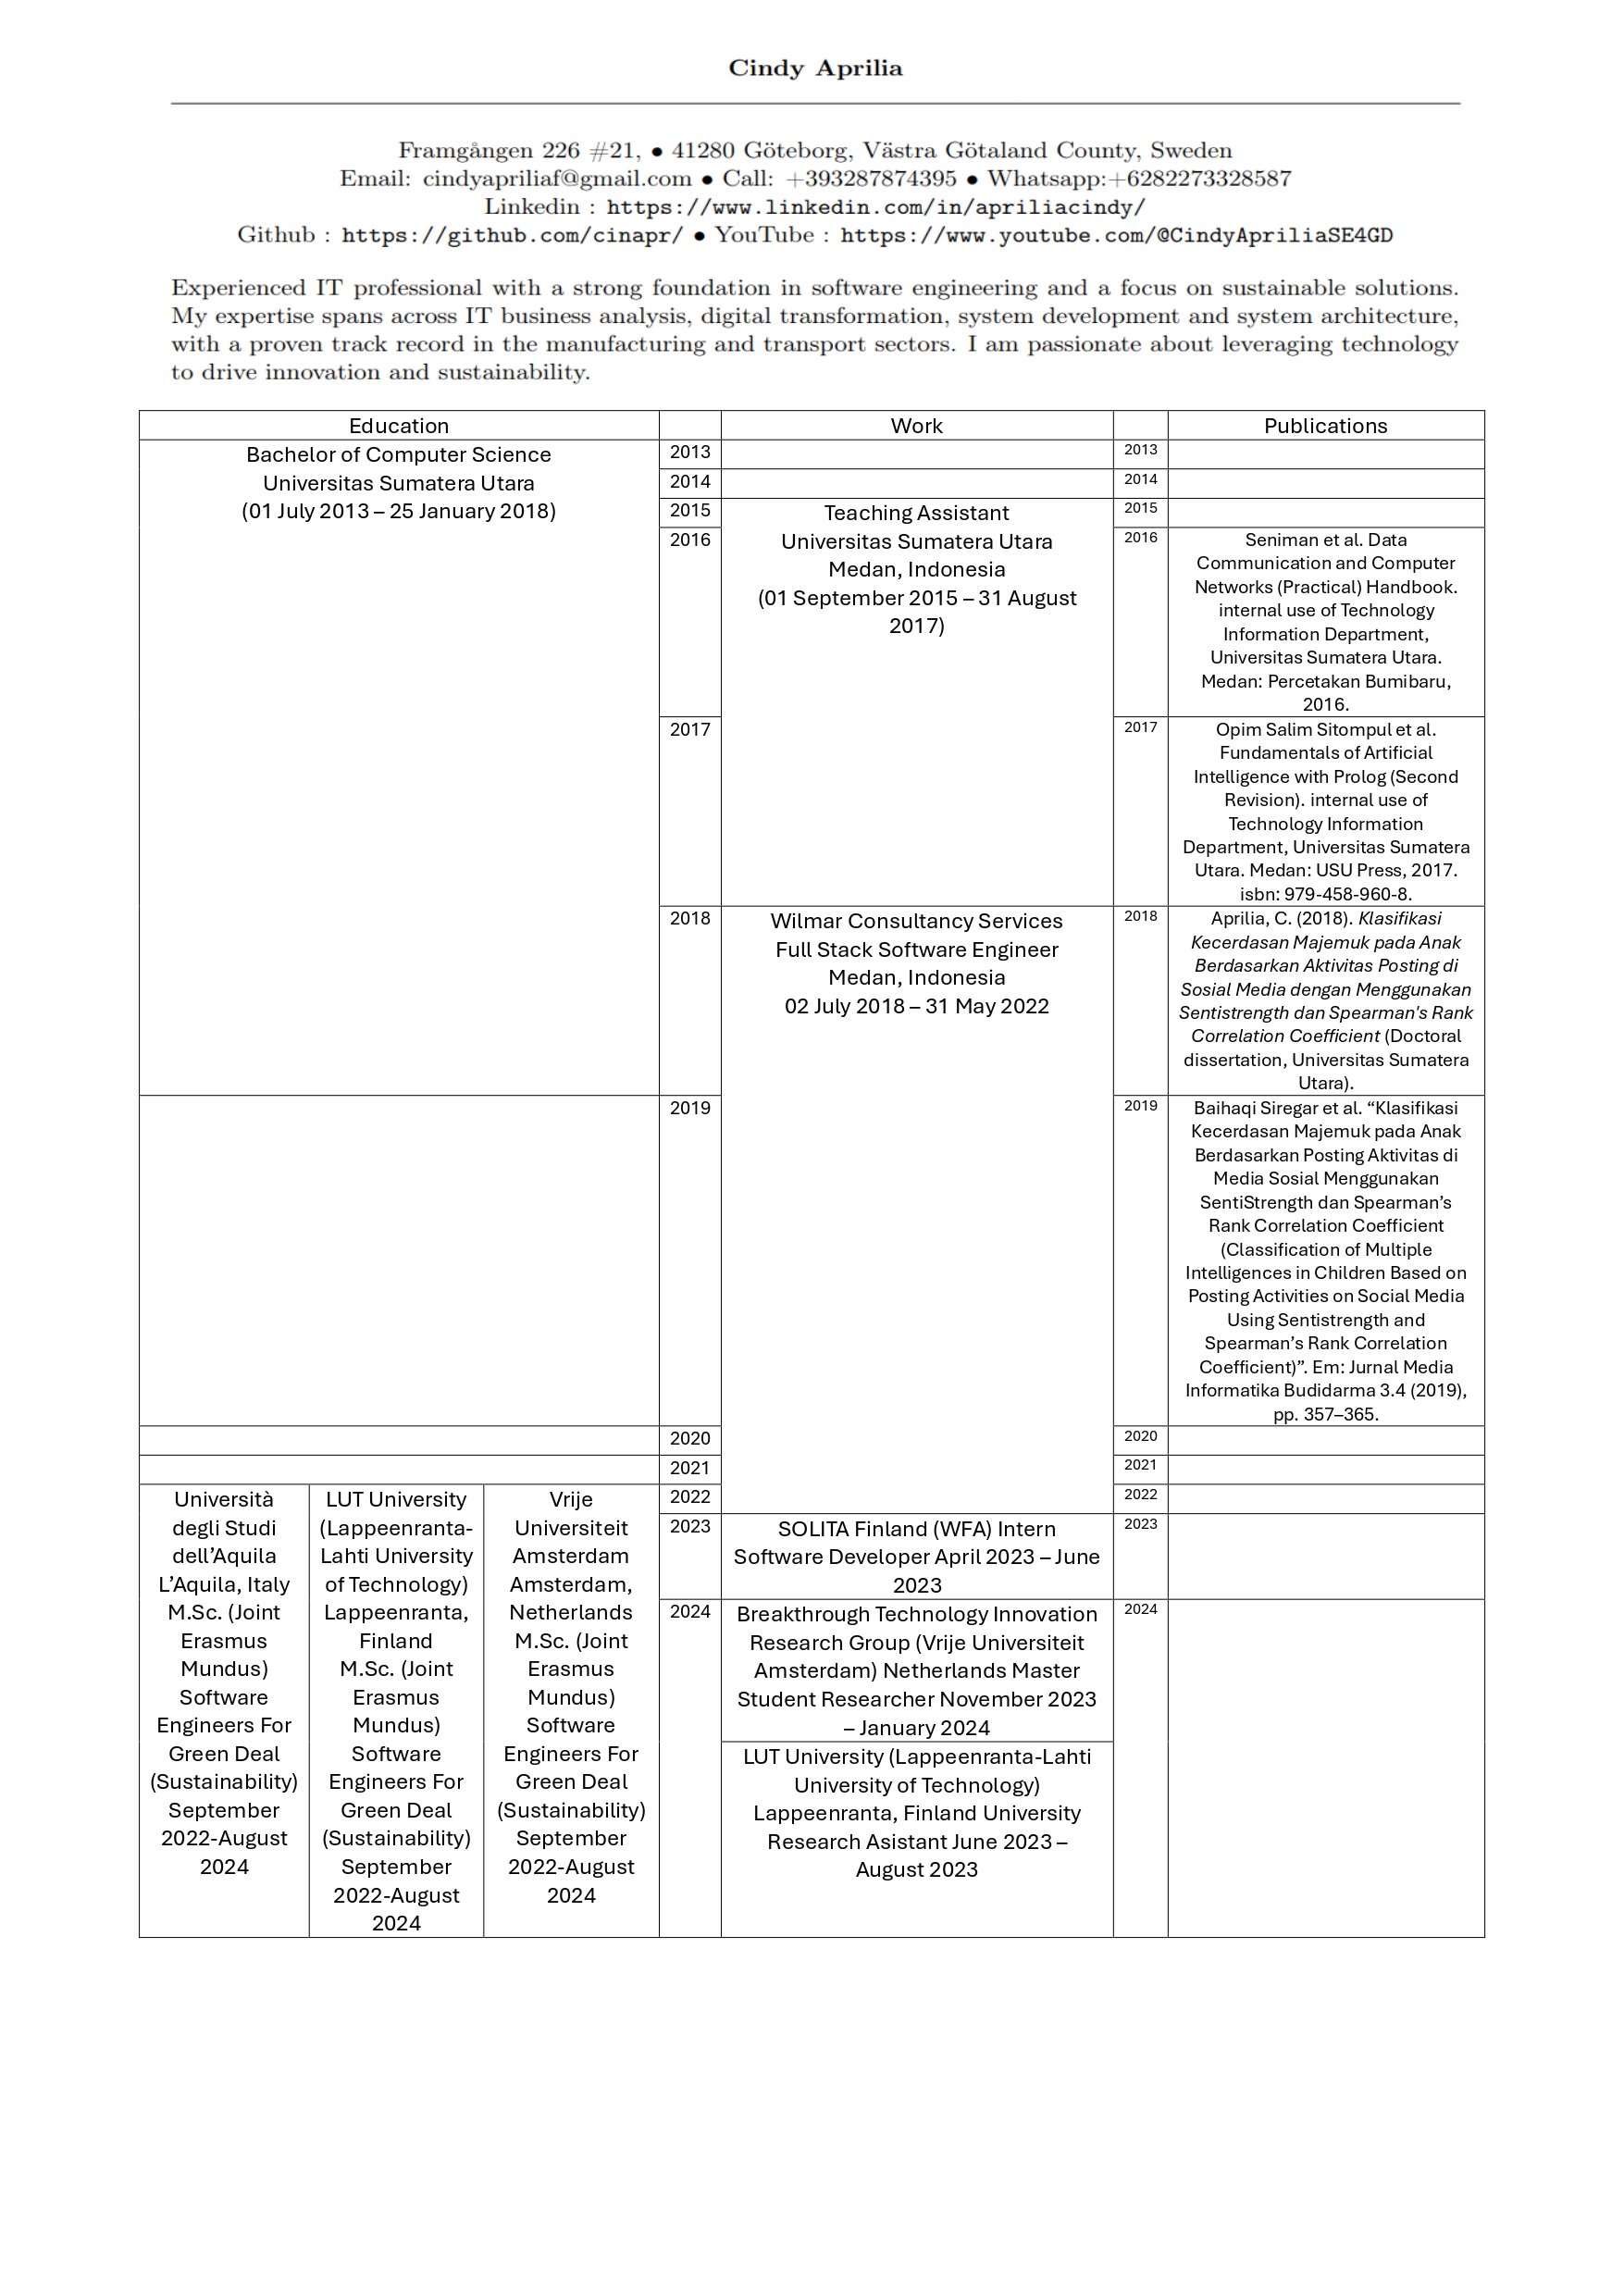 Cindy Aprilia
Framgången 226 #21, • 41280 Göteborg, Västra Götaland County, Sweden
Email: cindyapriliaf@gmail.com • Call: +393287874395 • Whatsapp:+6282273328587
Linkedin : https://www.linkedin.com/in/apriliacindy/
Github : https://github.com/cinapr/ • YouTube : https://www.youtube.com/@CindyApriliaSE4GD
Experienced IT professional with a strong foundation in software engineering and a focus on sustainable solutions.
My expertise spans across IT business analysis, digital transformation, system development and system architecture,
with a proven track record in the manufacturing and transport sectors. I am passionate about leveraging technology
to drive innovation and sustainability.
Education
Work
Publications
Bachelor of Computer Science
Universitas Sumatera Utara
(01 July 2013 – 25 January 2018)
2013
2013
2014
2014
2015
Teaching Assistant
Universitas Sumatera Utara
Medan, Indonesia
(01 September 2015 – 31 August
2017)
2015
2016
2016
Seniman et al. Data
Communication and Computer
Networks (Practical) Handbook.
internal use of Technology
Information Department,
Universitas Sumatera Utara.
Medan: Percetakan Bumibaru,
2016.
2017
2017
Opim Salim Sitompul et al.
Fundamentals of Artificial
Intelligence with Prolog (Second
Revision). internal use of
Technology Information
Department, Universitas Sumatera
Utara. Medan: USU Press, 2017.
isbn: 979-458-960-8.
2018
Wilmar Consultancy Services
Full Stack Software Engineer
Medan, Indonesia
02 July 2018 – 31 May 2022
2018
Aprilia, C. (2018). Klasifikasi
Kecerdasan Majemuk pada Anak
Berdasarkan Aktivitas Posting di
Sosial Media dengan Menggunakan
Sentistrength dan Spearman's Rank
Correlation Coefficient (Doctoral
dissertation, Universitas Sumatera
Utara).
2019
2019
Baihaqi Siregar et al. “Klasifikasi
Kecerdasan Majemuk pada Anak
Berdasarkan Posting Aktivitas di
Media Sosial Menggunakan
SentiStrength dan Spearman’s
Rank Correlation Coefficient
(Classification of Multiple
Intelligences in Children Based on
Posting Activities on Social Media
Using Sentistrength and
Spearman’s Rank Correlation
Coefficient)”. Em: Jurnal Media
Informatika Budidarma 3.4 (2019),
pp. 357–365.
2020
2020
2021
2021
Università
degli Studi
dell’Aquila
L’Aquila, Italy
M.Sc. (Joint
Erasmus
Mundus)
Software
Engineers For
Green Deal
(Sustainability)
September
2022-August
2024
LUT University
(Lappeenranta-
Lahti University
of Technology)
Lappeenranta,
Finland
M.Sc. (Joint
Erasmus
Mundus)
Software
Engineers For
Green Deal
(Sustainability)
September
2022-August
2024
Vrije
Universiteit
Amsterdam
Amsterdam,
Netherlands
M.Sc. (Joint
Erasmus
Mundus)
Software
Engineers For
Green Deal
(Sustainability)
September
2022-August
2024
2022
2022
2023
SOLITA Finland (WFA) Intern
Software Developer April 2023 – June
2023
2023
2024
Breakthrough Technology Innovation
Research Group (Vrije Universiteit
Amsterdam) Netherlands Master
Student Researcher November 2023
– January 2024
2024
LUT University (Lappeenranta-Lahti
University of Technology)
Lappeenranta, Finland University
Research Asistant June 2023 –
August 2023